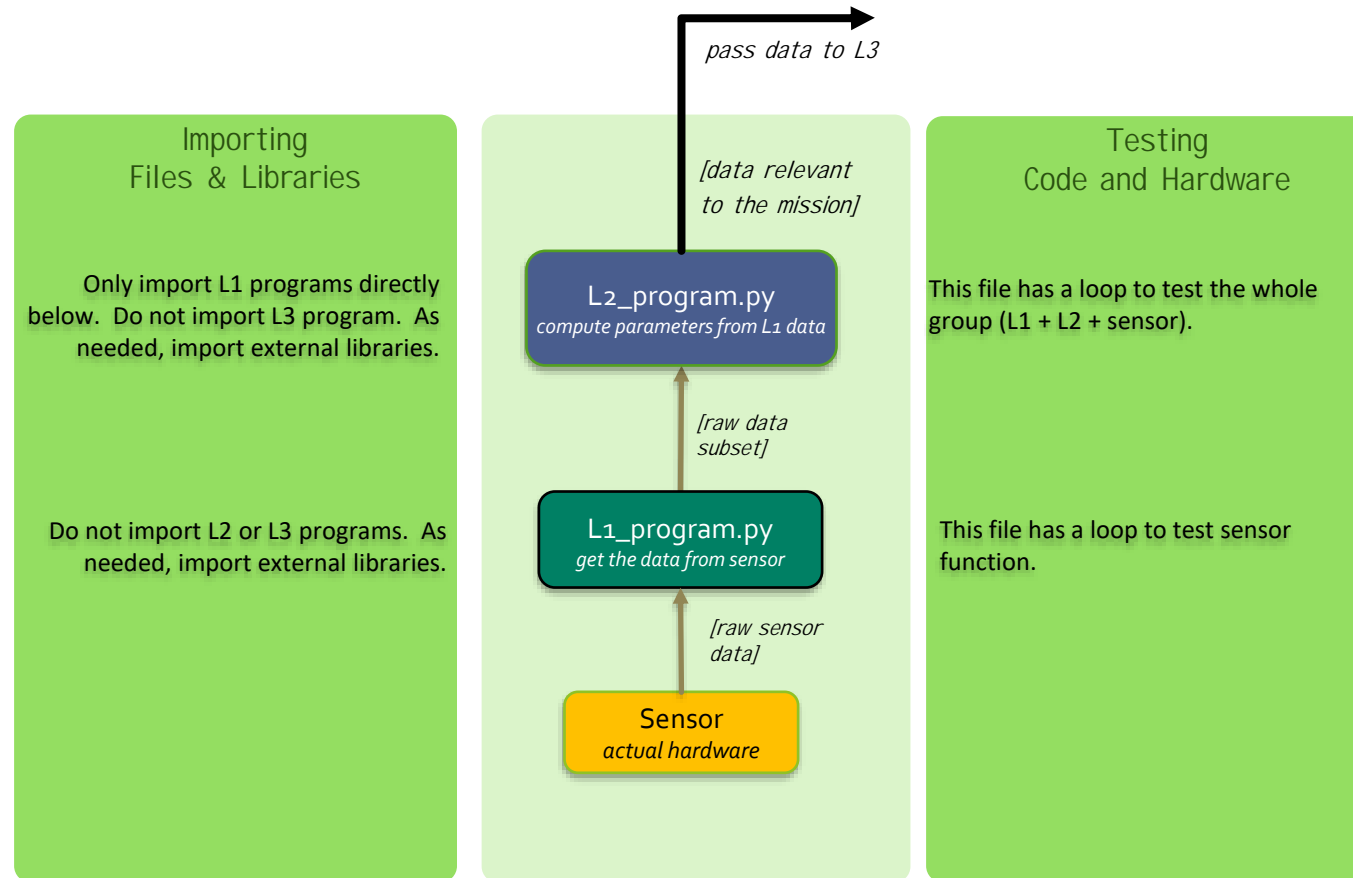 pass data to L3
Importing
Files & Libraries
[data relevant
to the mission]
Testing
Code and Hardware
Only import L1 programs directly
below. Do not import L3 program. As
needed, import external libraries.
L2_program.py
compute parameters from L1 data
This file has a loop to test the whole
group (L1 + L2 + sensor).
[raw data
subset]
Do not import L2 or L3 programs. As
needed, import external libraries.
L1_program.py
get the data from sensor
This file has a loop to test sensor
function.
[raw sensor
data]
Sensor
actual hardware